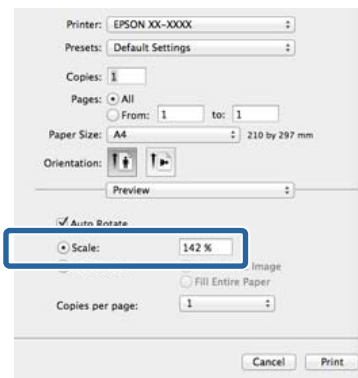 Printer: EPSON XX-XXXX
Presets: Default Settings
Copies: 1
Pages: All
From: 1 to: 1
Paper Size: A4 210 by 297 mm
Orientation:
Preview
Auto Rotate
Scale: 142 %
Image
Fill Entire Paper
Copies per page: 1
Cancel Print